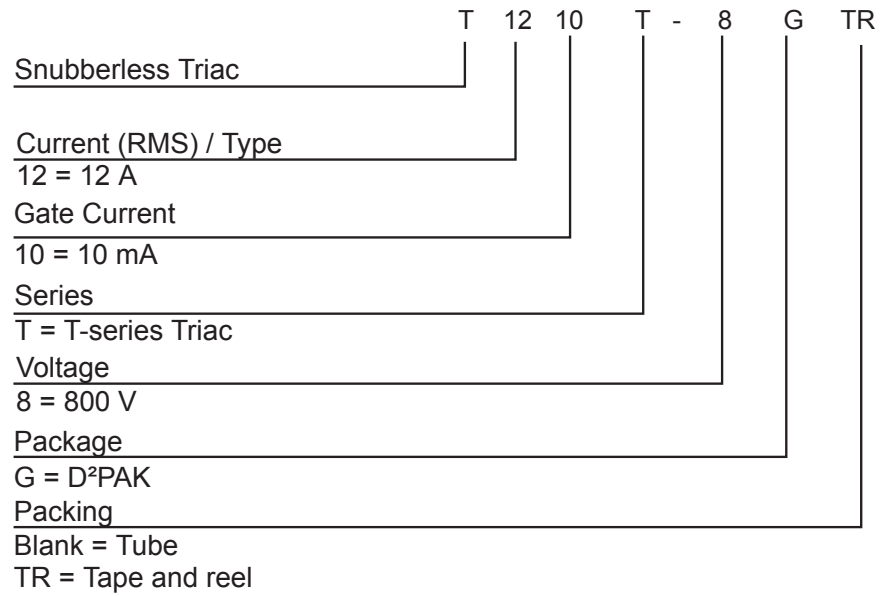 T 12 10 T - 8 G TR
Snubberless Triac
Current (RMS) / Type
12 = 12 A
Gate Current
10 = 10 mA
Series
T = T-series Triac
Voltage
8 = 800 V
Package
G = D²PAK
Packing
Blank = Tube
TR = Tape and reel